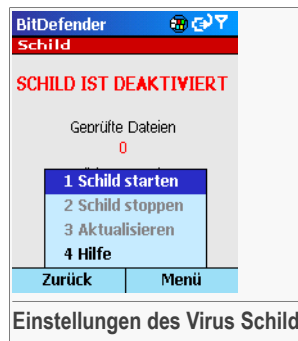 BitDefender
Schild
SCHILD IST DEAKTIVIERT
Geprüfte Dateien
0
1 Schild starten
2 Schild stoppen
3 Aktualisieren
4 Hilfe
Zurück Menü
Einstellungen des Virus Schild